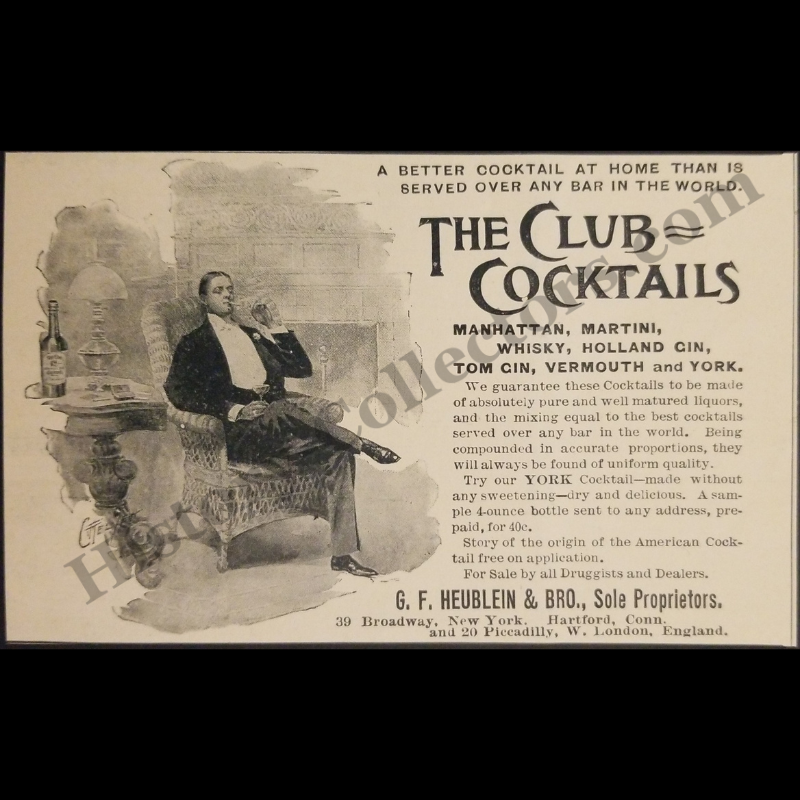 A BETTER COCKTAIL AT HOME THAN IS
SERVED OVER ANY BAR IN THE WORLD.
THE CLUB
COCKTAILS
MANHATTAN, MARTINI,
WHISKY, HOLLAND GIN,
TOM GIN, VERMOUTH and YORK.
We guarantee these Cocktails to be made
of absolutely pure and well matured liquors,
and the mixing equal to the best cocktails
served over any bar in the world. Being
compounded in accurate proportions, they
will always be found of uniform quality.
Try our YORK Cocktail—made without
any sweetening—dry and delicious. A sam-
ple 4-ounce bottle sent to any address, pre-
paid, for 40c.
Story of the origin of the American Cock-
tail free on application.
For Sale by all Druggists and Dealers.
G. F. HEUBLEIN & BRO., Sole Proprietors.
39 Broadway, New York. Hartford, Conn.
and 20 Piccadilly, W. London, England.